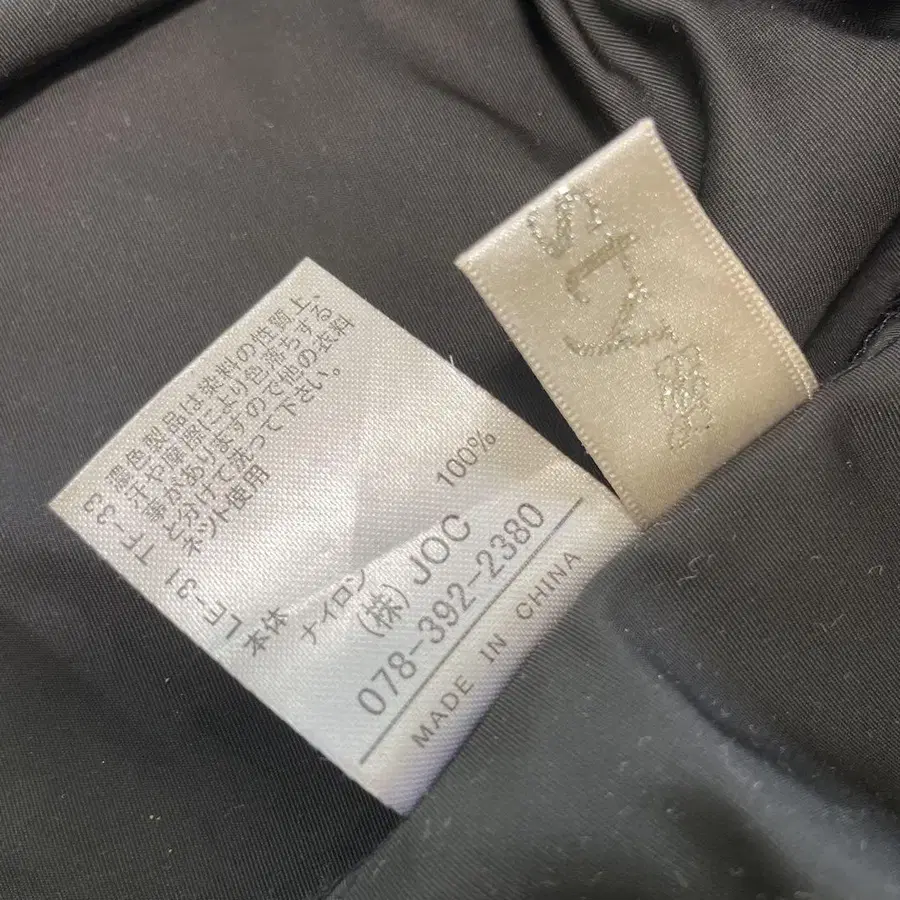 濃色製品は染料の性質上、
汗や摩擦により色落ちする
事がありますので他の衣料
と分けて洗って下さい。
ネット使用
LE-31 TF-33
本体 ナイロン 100%
(株) JOC
078-392-2380
MADE IN CHINA